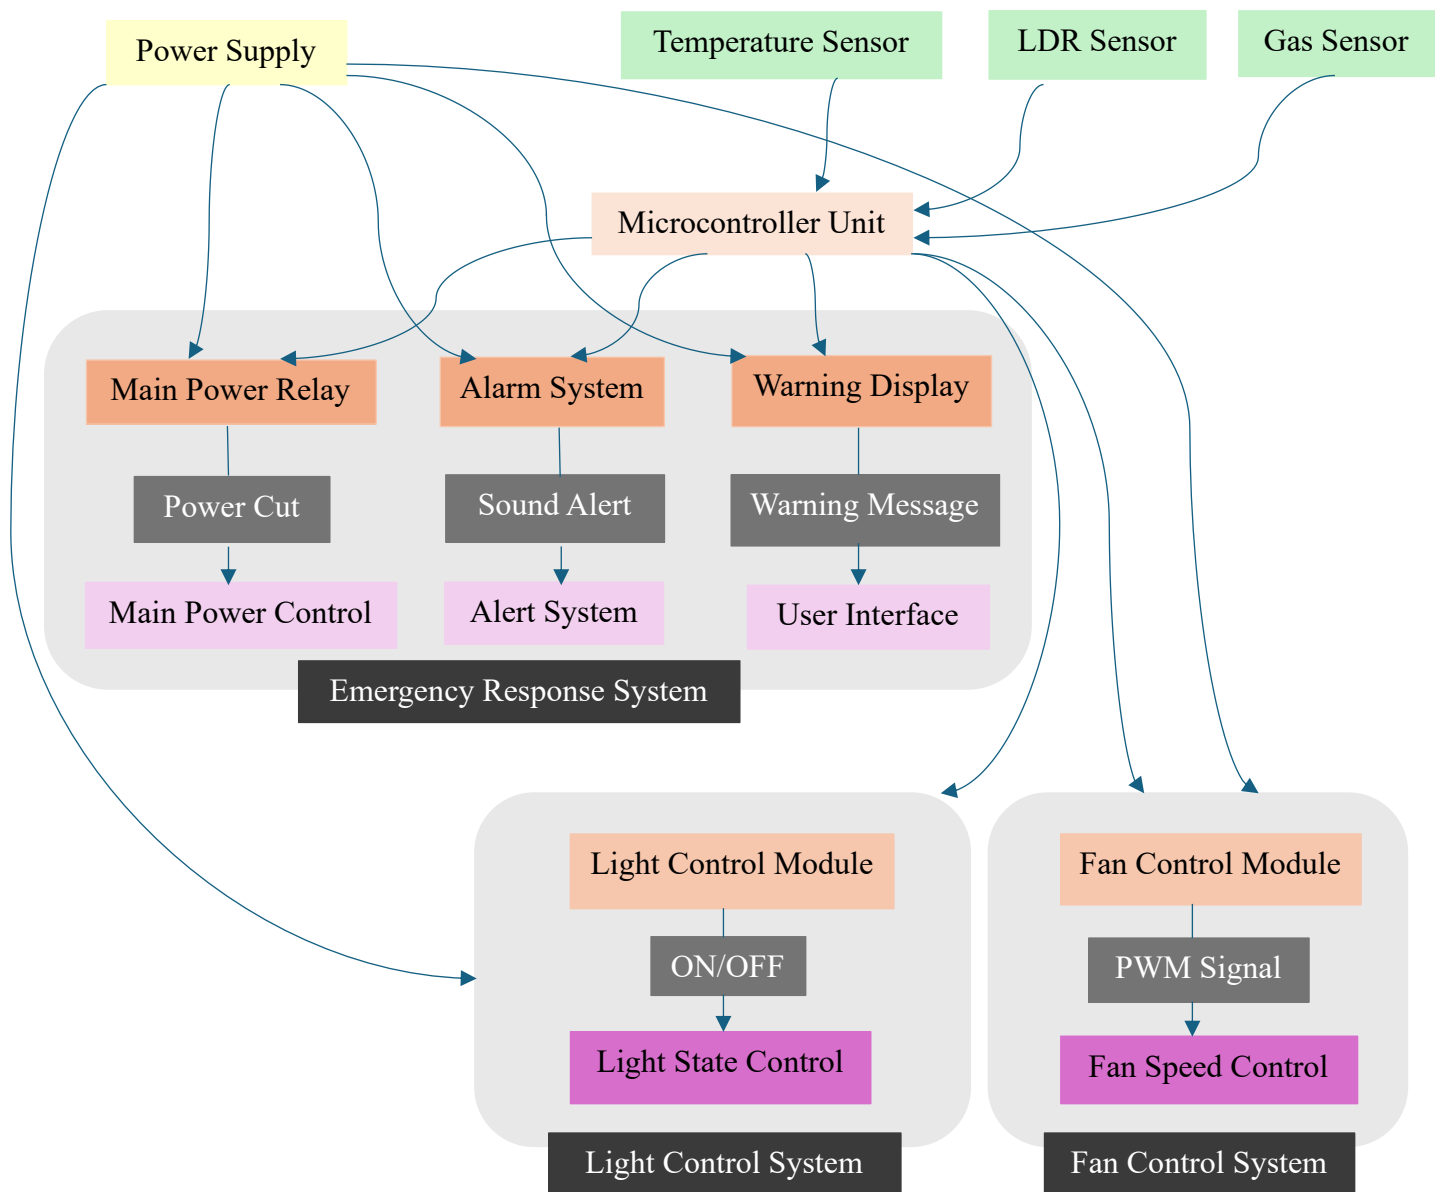 Power Supply
Temperature Sensor
LDR Sensor
Gas Sensor
Microcontroller Unit
Main Power Relay
Alarm System
Warning Display
Power Cut
Sound Alert
Warning Message
Main Power Control
Alert System
User Interface
Emergency Response System
Light Control Module
Fan Control Module
ON/OFF
PWM Signal
Light State Control
Fan Speed Control
Light Control System
Fan Control System